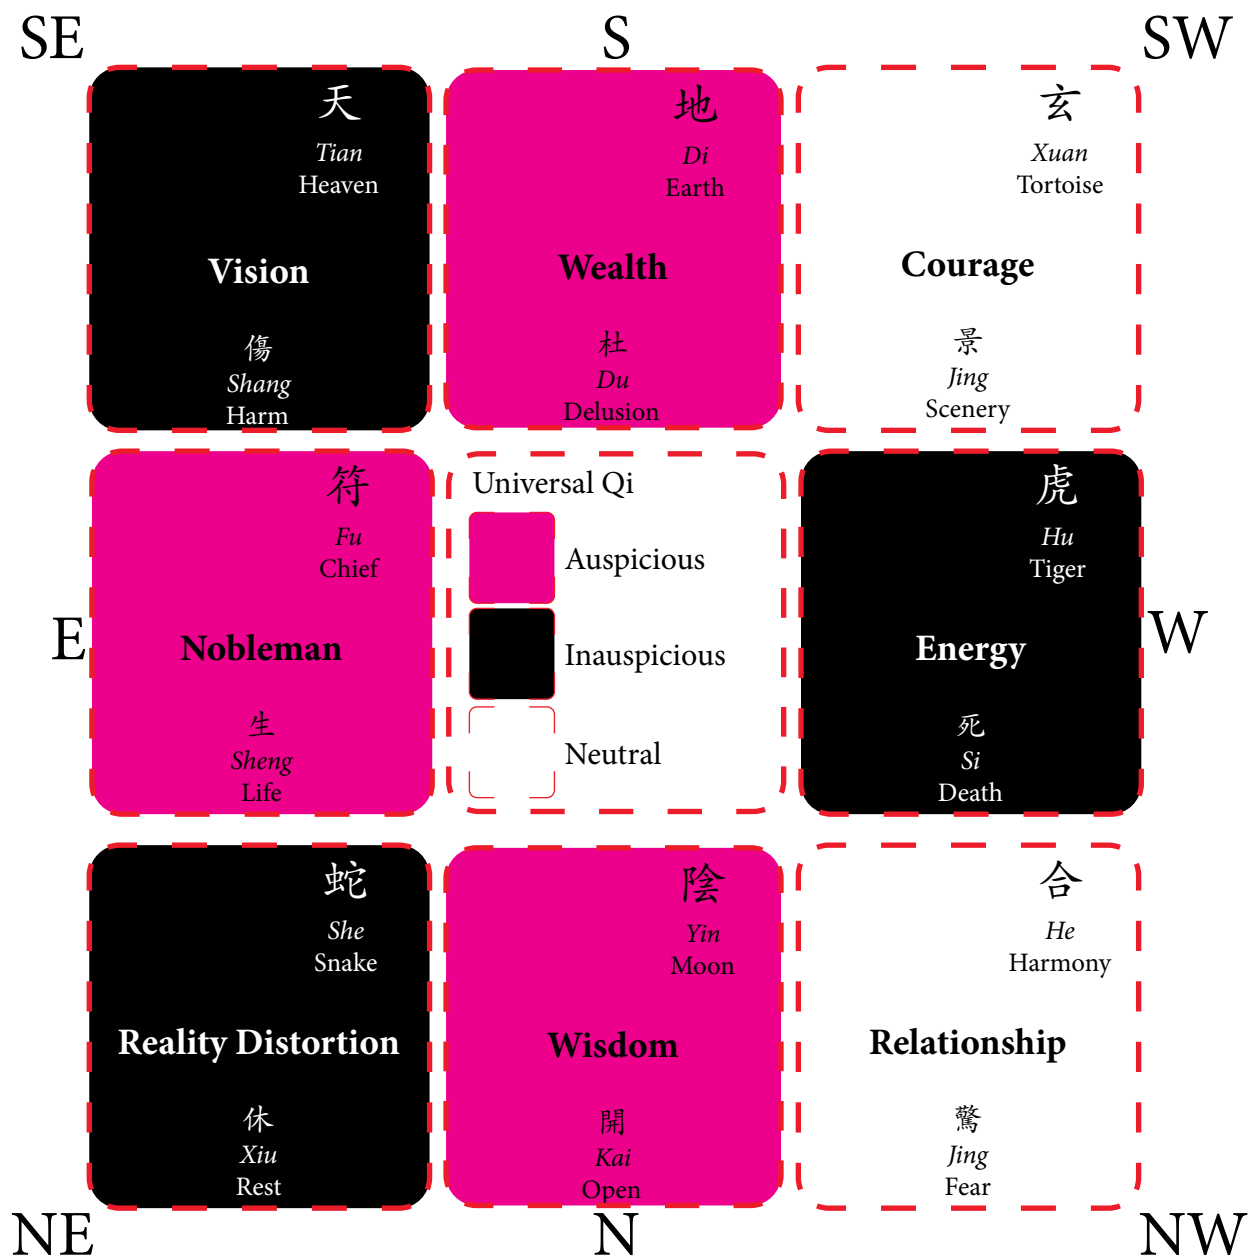 SE
S
SW
天
Tian
Heaven
Vision
傷
Shang
Harm
地
Di
Earth
Wealth
杜
Du
Delusion
玄
Xuan
Tortoise
Courage
景
Jing
Scenery
E
符
Fu
Chief
Nobleman
生
Sheng
Life
Universal Qi
Auspicious
Inauspicious
Neutral
虎
Hu
Tiger
Energy
死
Si
Death
W
蛇
She
Snake
Reality Distortion
休
Xiu
Rest
陰
Yin
Moon
Wisdom
開
Kai
Open
合
He
Harmony
Relationship
驚
Jing
Fear
NE
N
NW